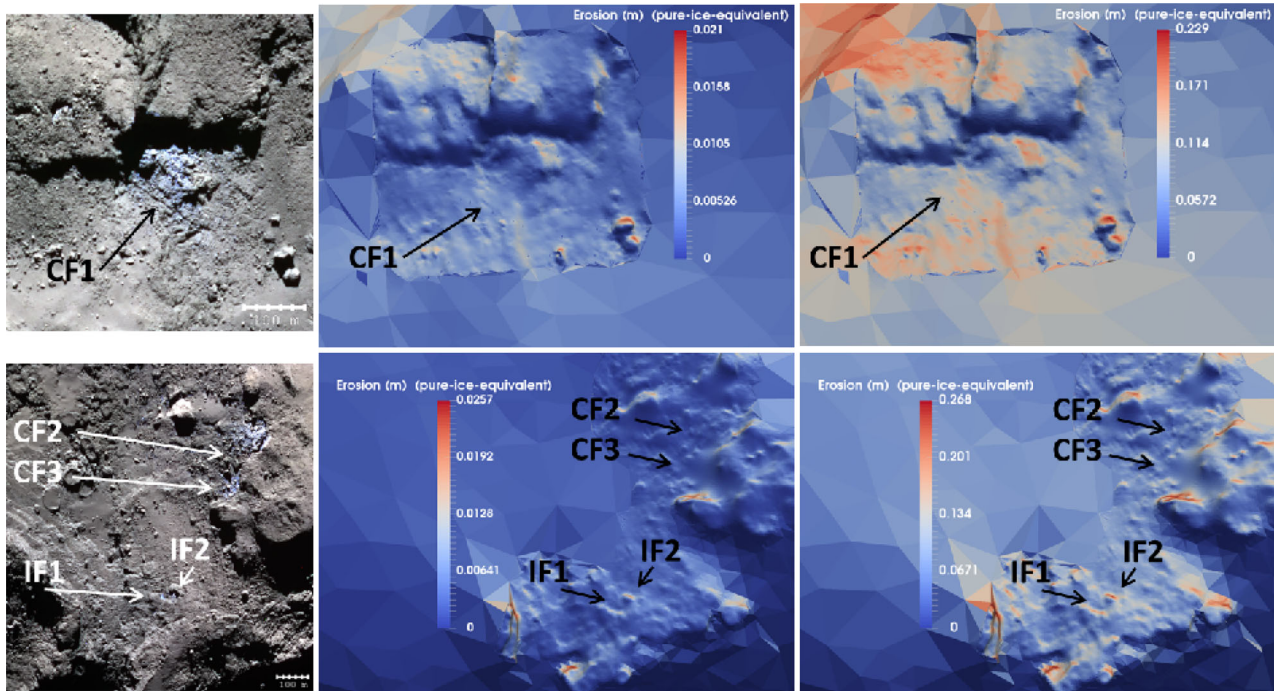 CF1
100 m
Erosion (m) (pure-ice-equivalent)
0.021
0.0158
0.0105
0.00526
0
CF1
Erosion (m) (pure-ice-equivalent)
0.229
0.171
0.114
0.0572
0
CF1
CF2
CF3
IF2
IF1
100 m
Erosion (m) (pure-ice-equivalent)
0.0257
0.0192
0.0128
0.00641
0
CF2
CF3
IF2
IF1
Erosion (m) (pure-ice-equivalent)
0.268
0.201
0.134
0.0671
0
CF2
CF3
IF2
IF1